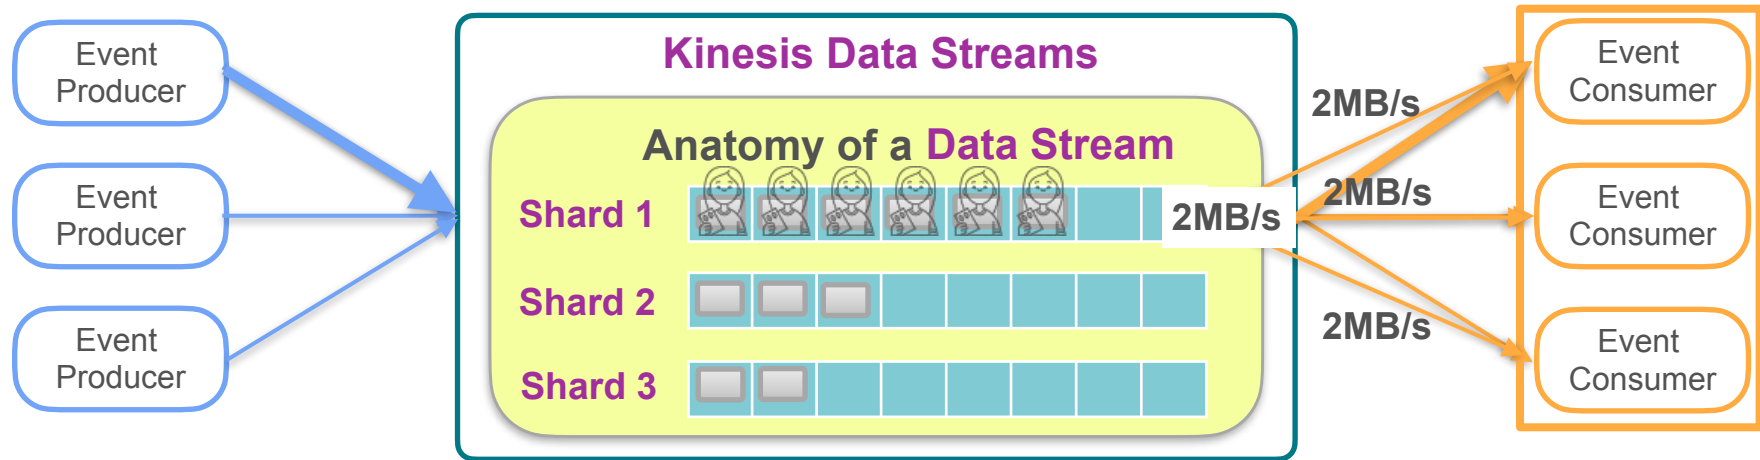 Event
Producer
Event
Producer
Event
Producer
Kinesis Data Streams
Anatomy of a Data Stream
Shard 1
Shard 2
Shard 3
2MB/s
2MB/s
2MB/s
2MB/s
Event
Consumer
Event
Consumer
Event
Consumer